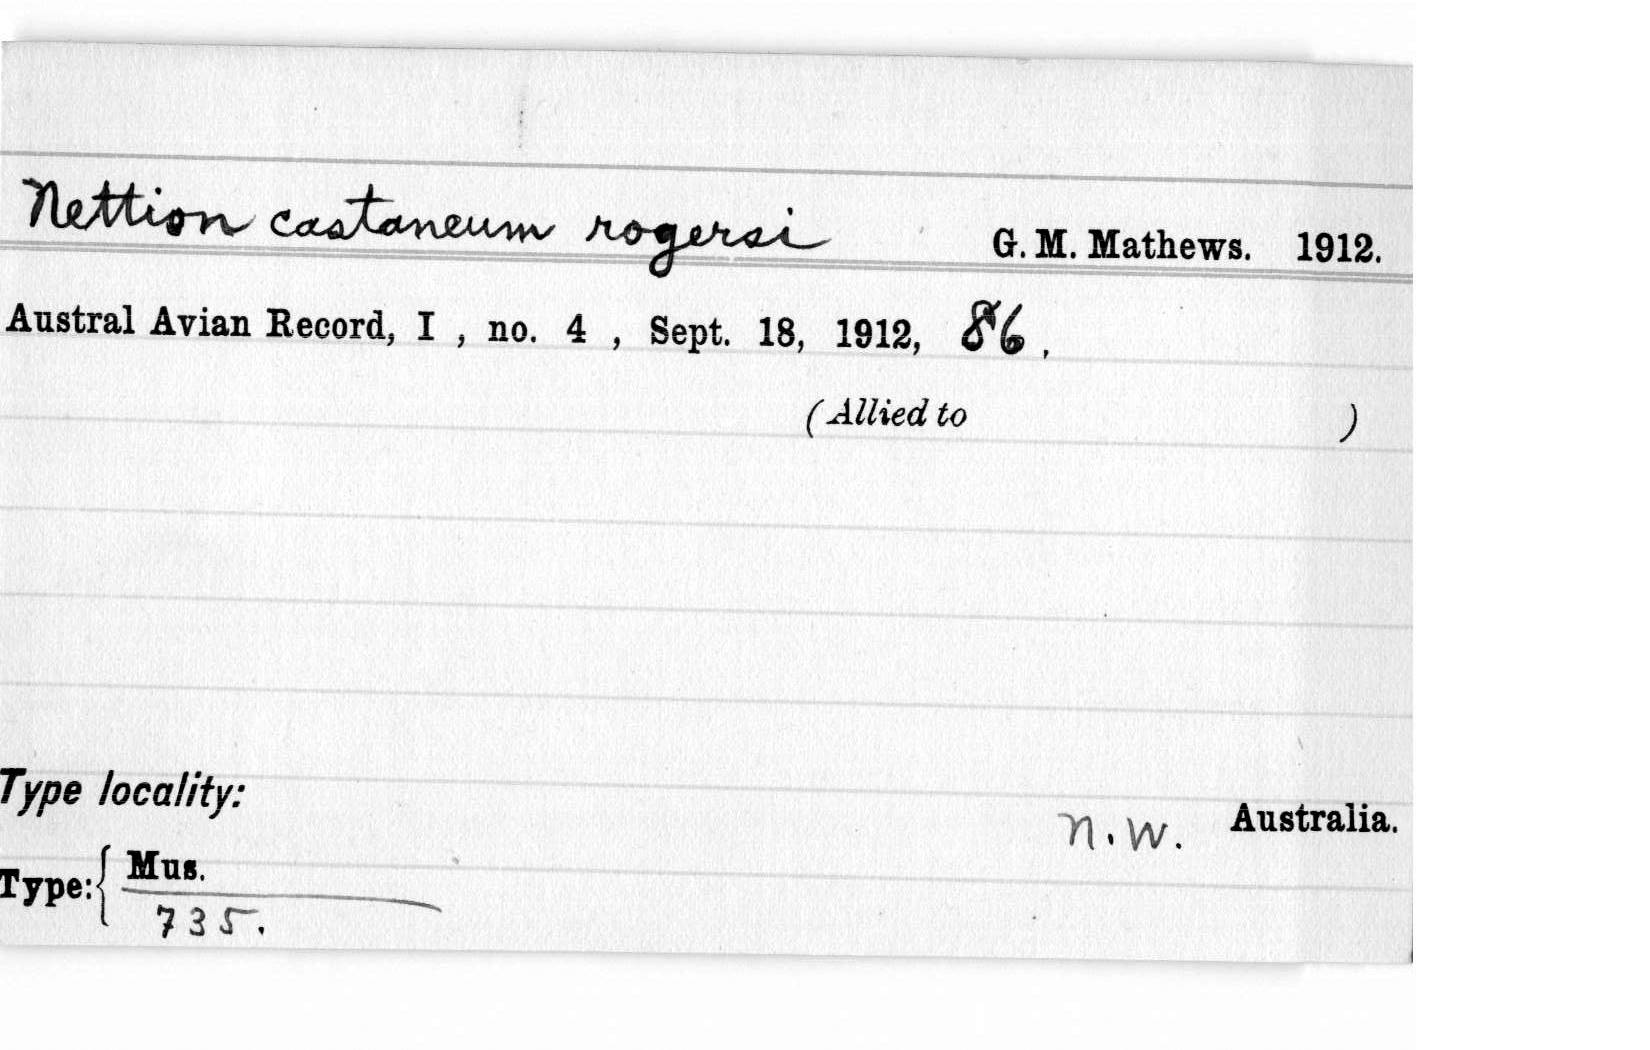 Nettion castaneum rogersi G. M. Mathews. 1912.
Austral Avian Record, I , no. 4 , Sept. 18, 1912, 86 .
(Allied to )
Type locality: N. W. Australia.
Type: { Mus.
735.